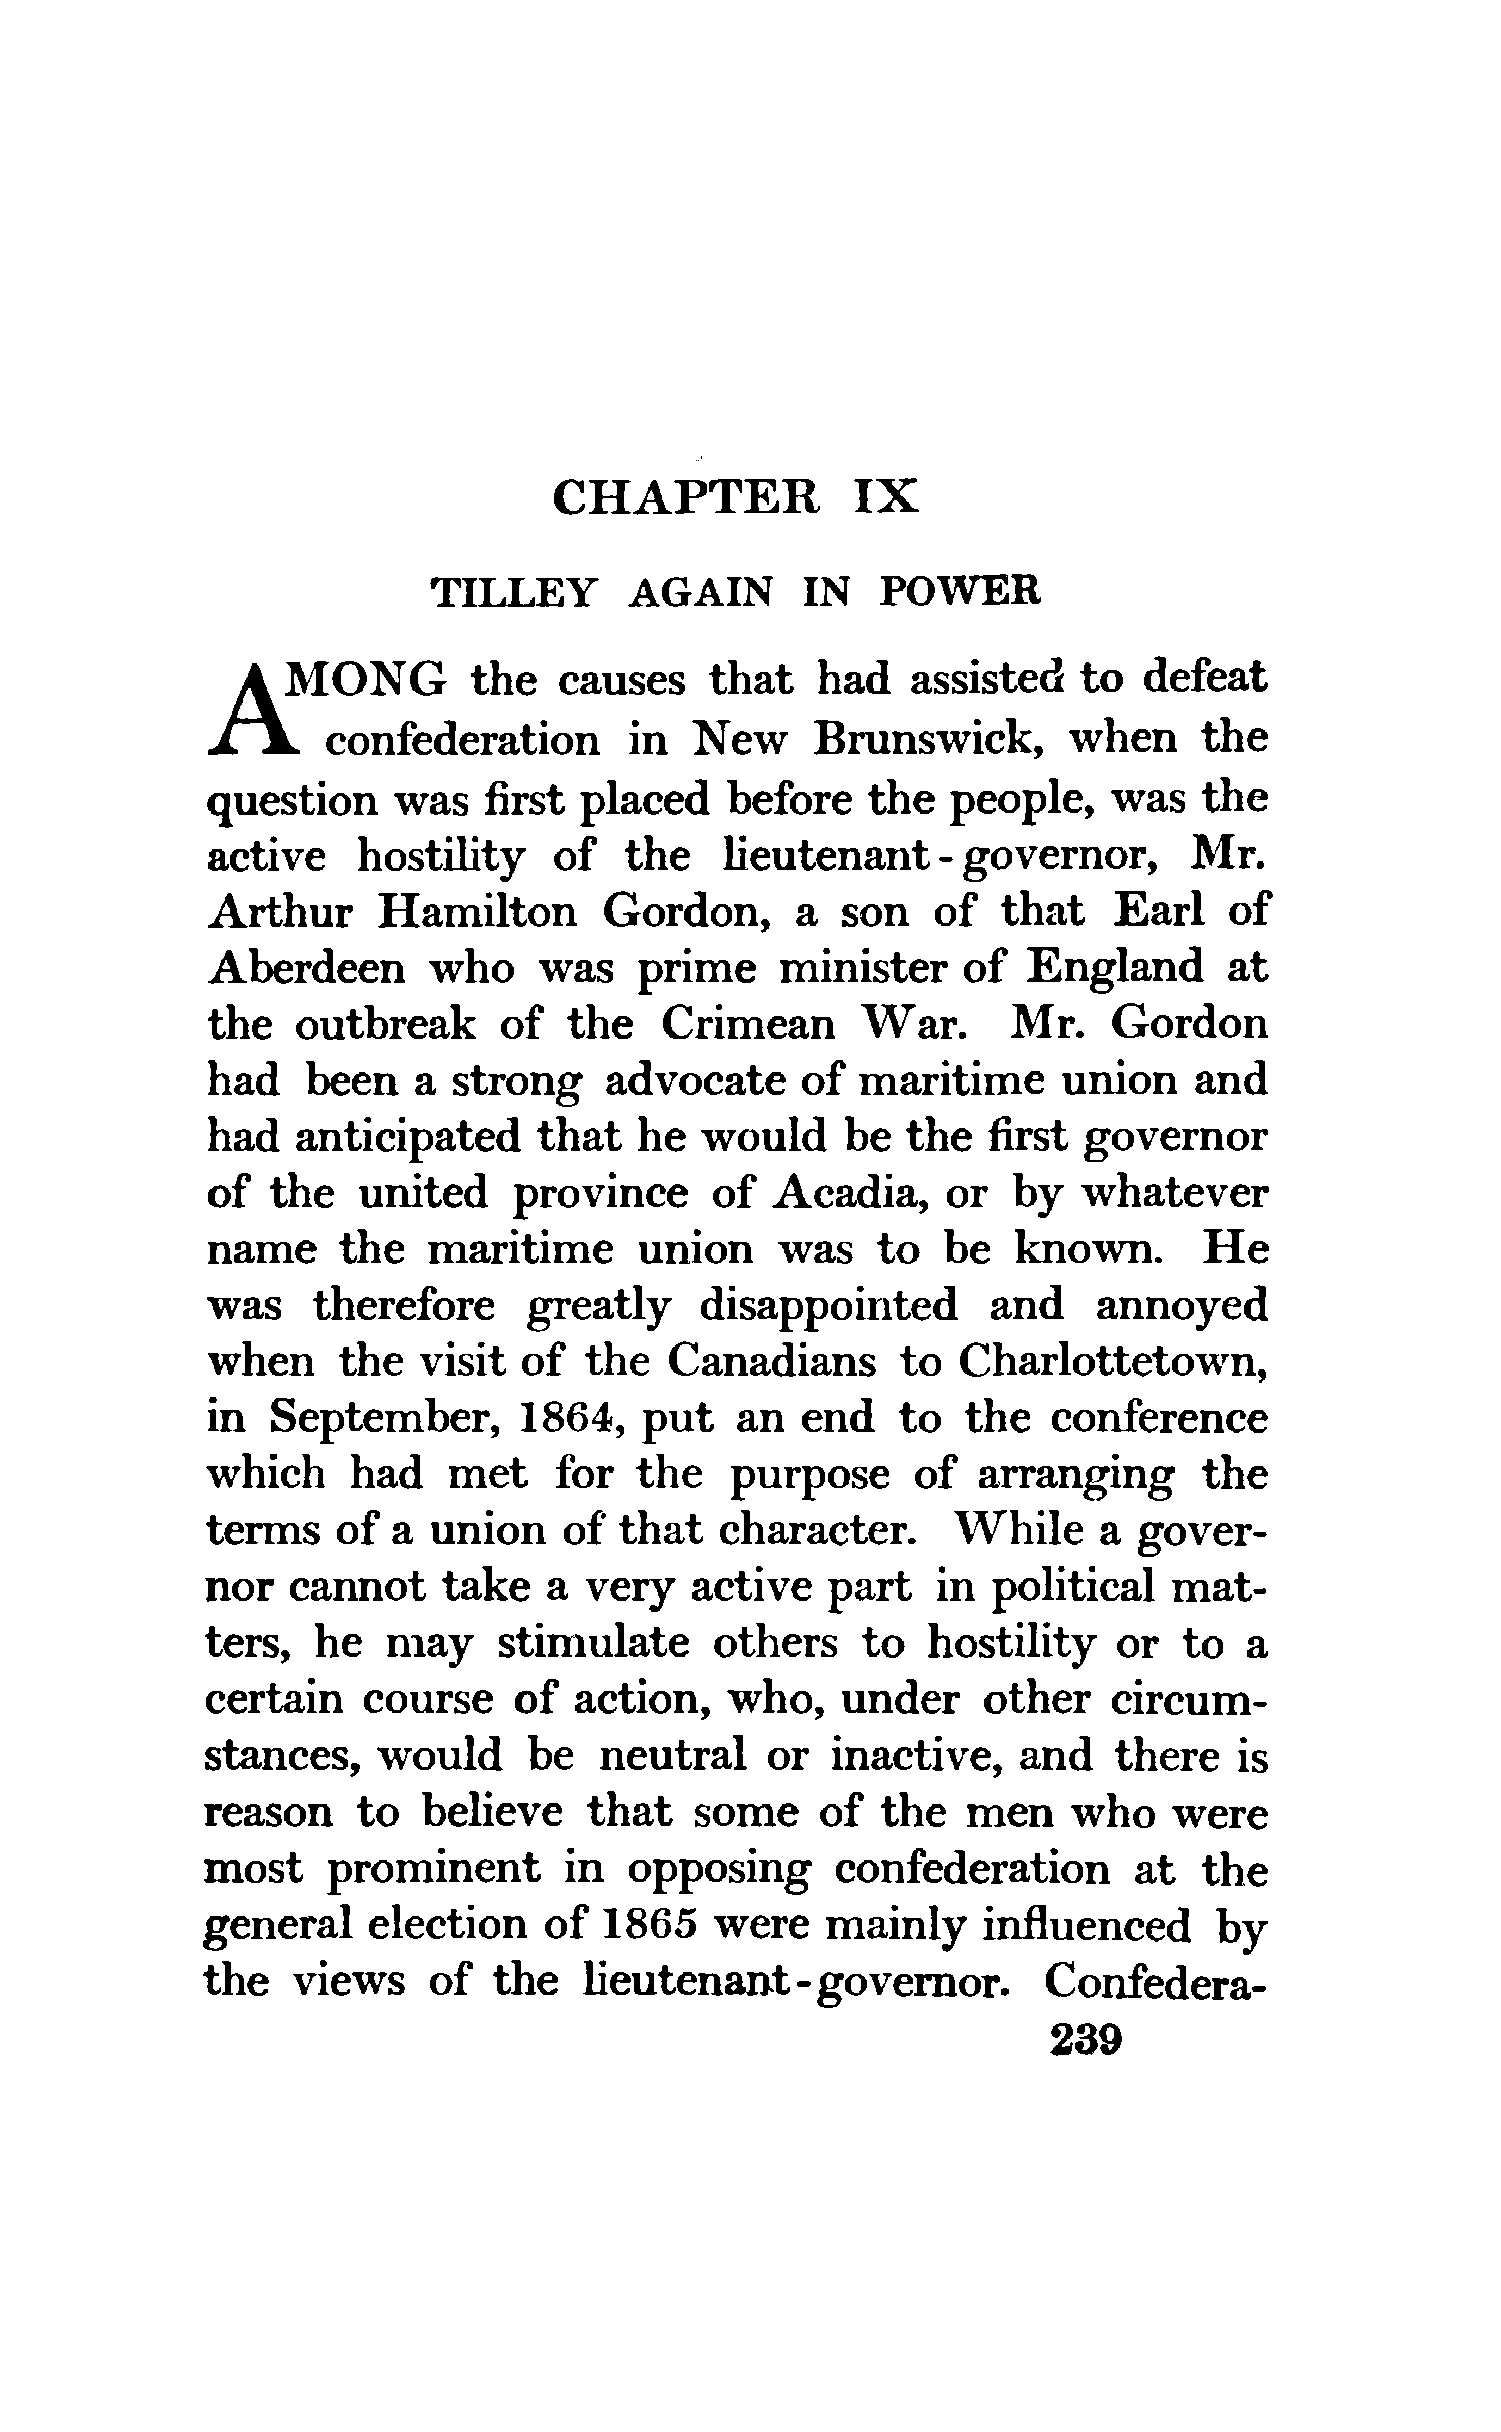 CHAPTER IX
TILLEY AGAIN IN POWER
AMONG the causes that had assisted to defeat
confederation in New Brunswick, when the
question was first placed before the people, was the
active hostility of the lieutenant-governor, Mr.
Arthur Hamilton Gordon, a son of that Earl of
Aberdeen who was prime minister of England at
the outbreak of the Crimean War. Mr. Gordon
had been a strong advocate of maritime union and
had anticipated that he would be the first governor
of the united province of Acadia, or by whatever
name the maritime union was to be known. He
was therefore greatly disappointed and annoyed
when the visit of the Canadians to Charlottetown,
in September, 1864, put an end to the conference
which had met for the purpose of arranging the
terms of a union of that character. While a gover-
nor cannot take a very active part in political mat-
ters, he may stimulate others to hostility or to a
certain course of action, who, under other circum-
stances, would be neutral or inactive, and there is
reason to believe that some of the men who were
most prominent in opposing confederation at the
general election of 1865 were mainly influenced by
the views of the lieutenant-governor. Confedera-
239